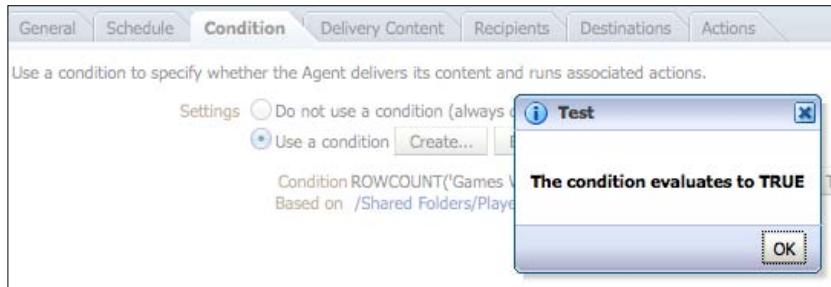 General Schedule Condition Delivery Content Recipients Destinations Actions
Use a condition to specify whether the Agent delivers its content and runs associated actions.
Settings Do not use a condition (always
Use a condition Create...
Condition ROWCOUNT('Games
Based on /Shared Folders/Playe
Test
The condition evaluates to TRUE
OK